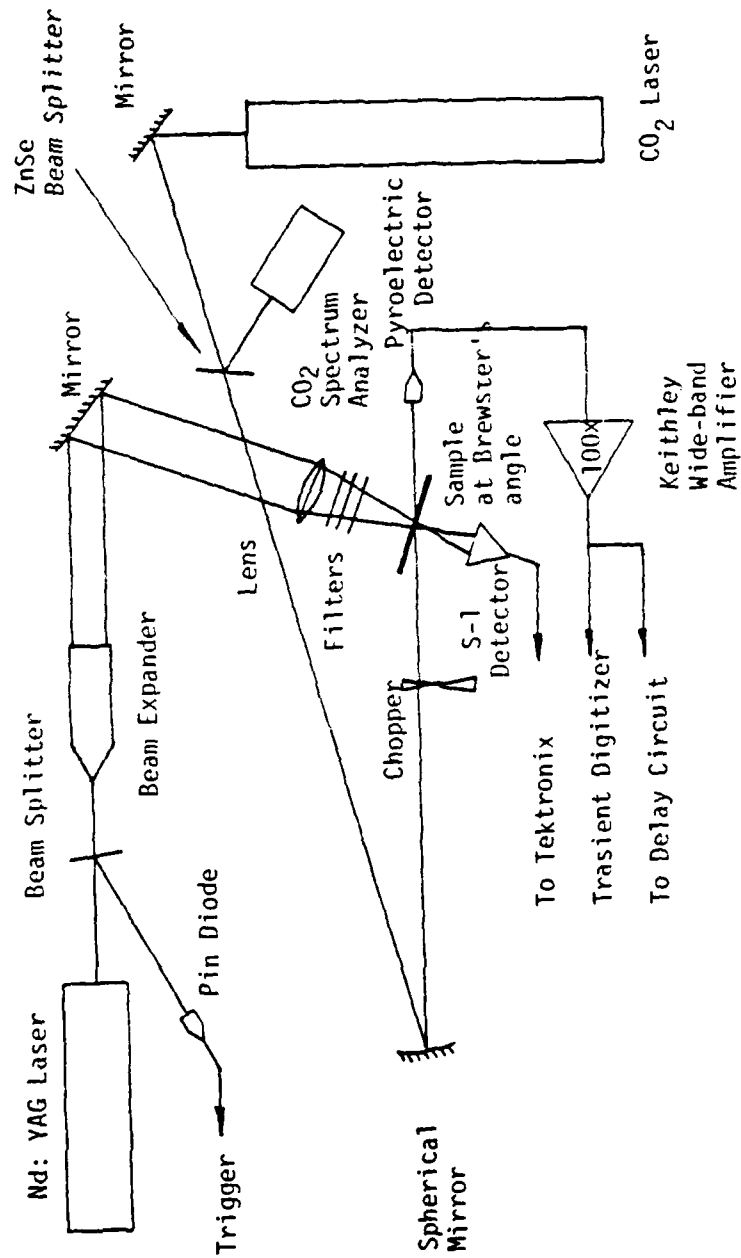 Nd: YAG Laser
Beam Splitter
Beam Expander
Mirror
ZnSe
Beam Splitter
Mirror
Pin Diode
Trigger
Lens
Filters
CO2
Spectrum
Analyzer
Pyroelectric
Detector
CO2 Laser
Chopper
S-1
Detector
Sample
at Brewster's
angle
Spherical
Mirror
100x
Keithley
Wide-band
Amplifier
To Tektronix
Trasient Digitizer
To Delay Circuit